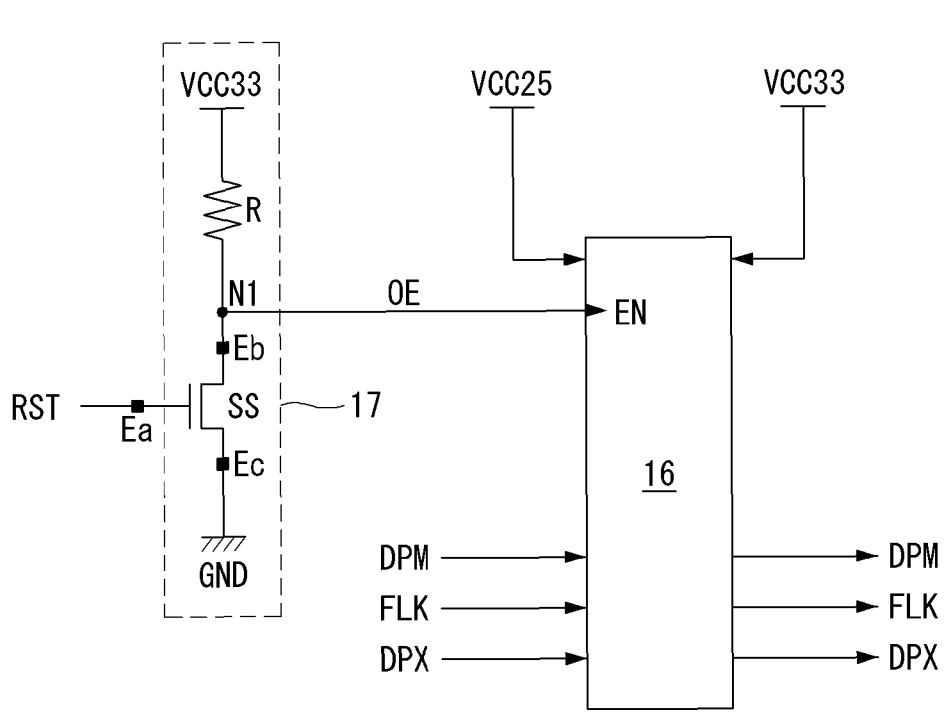 VCC33
VCC25
VCC33
R
N1
OE
EN
Eb
RST
Ea
SS
17
Ec
16
GND
DPM
DPM
FLK
FLK
DPX
DPX